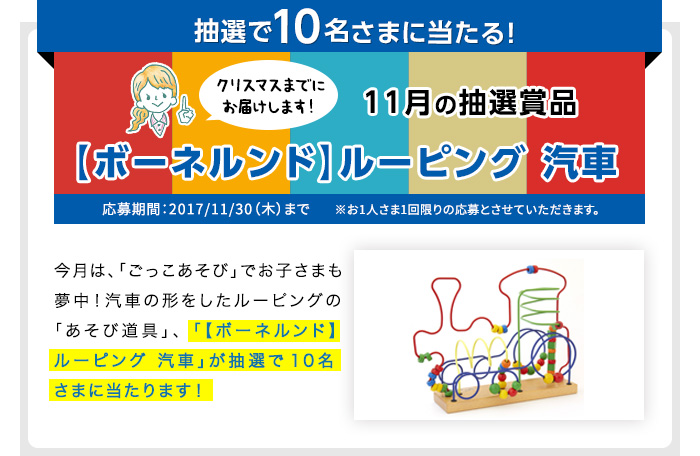 抽選で10名さまに当たる!
クリスマスまでに
お届けします!
11月の抽選賞品
【ボーネルンド】ルーピング 汽車
応募期間:2017/11/30(木)まで ※お1人さま1回限りの応募とさせていただきます。
今月は、「ごっこあそび」でお子さまも
夢中!汽車の形をしたルーピングの
「あそび道具」、「【ボーネルンド】
ルーピング 汽車」が抽選で10名
さまに当たります!